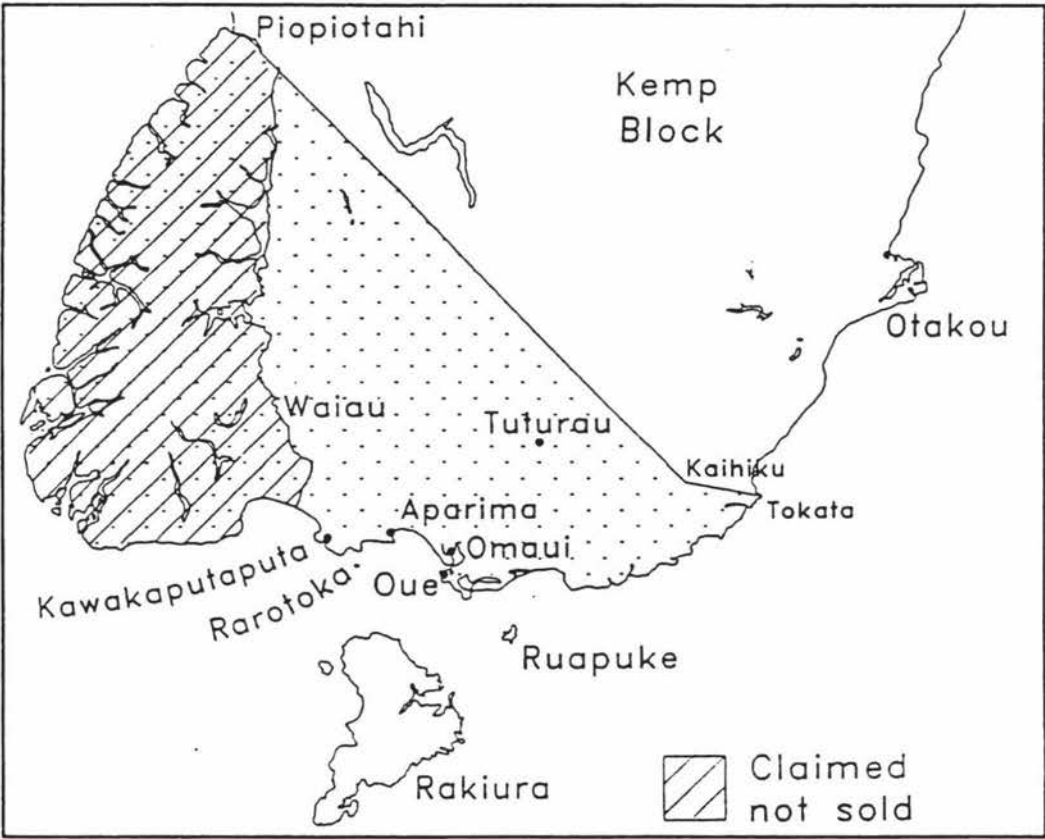 Piopiotahi
Kemp
Block
Otakou
Waiau
Tuturau
Kaihiku
Tokata
Aparima
Omaui
Kawakaputaputa
Rarotoka
Oue
Ruapuke
Rakiura
Claimed
not sold